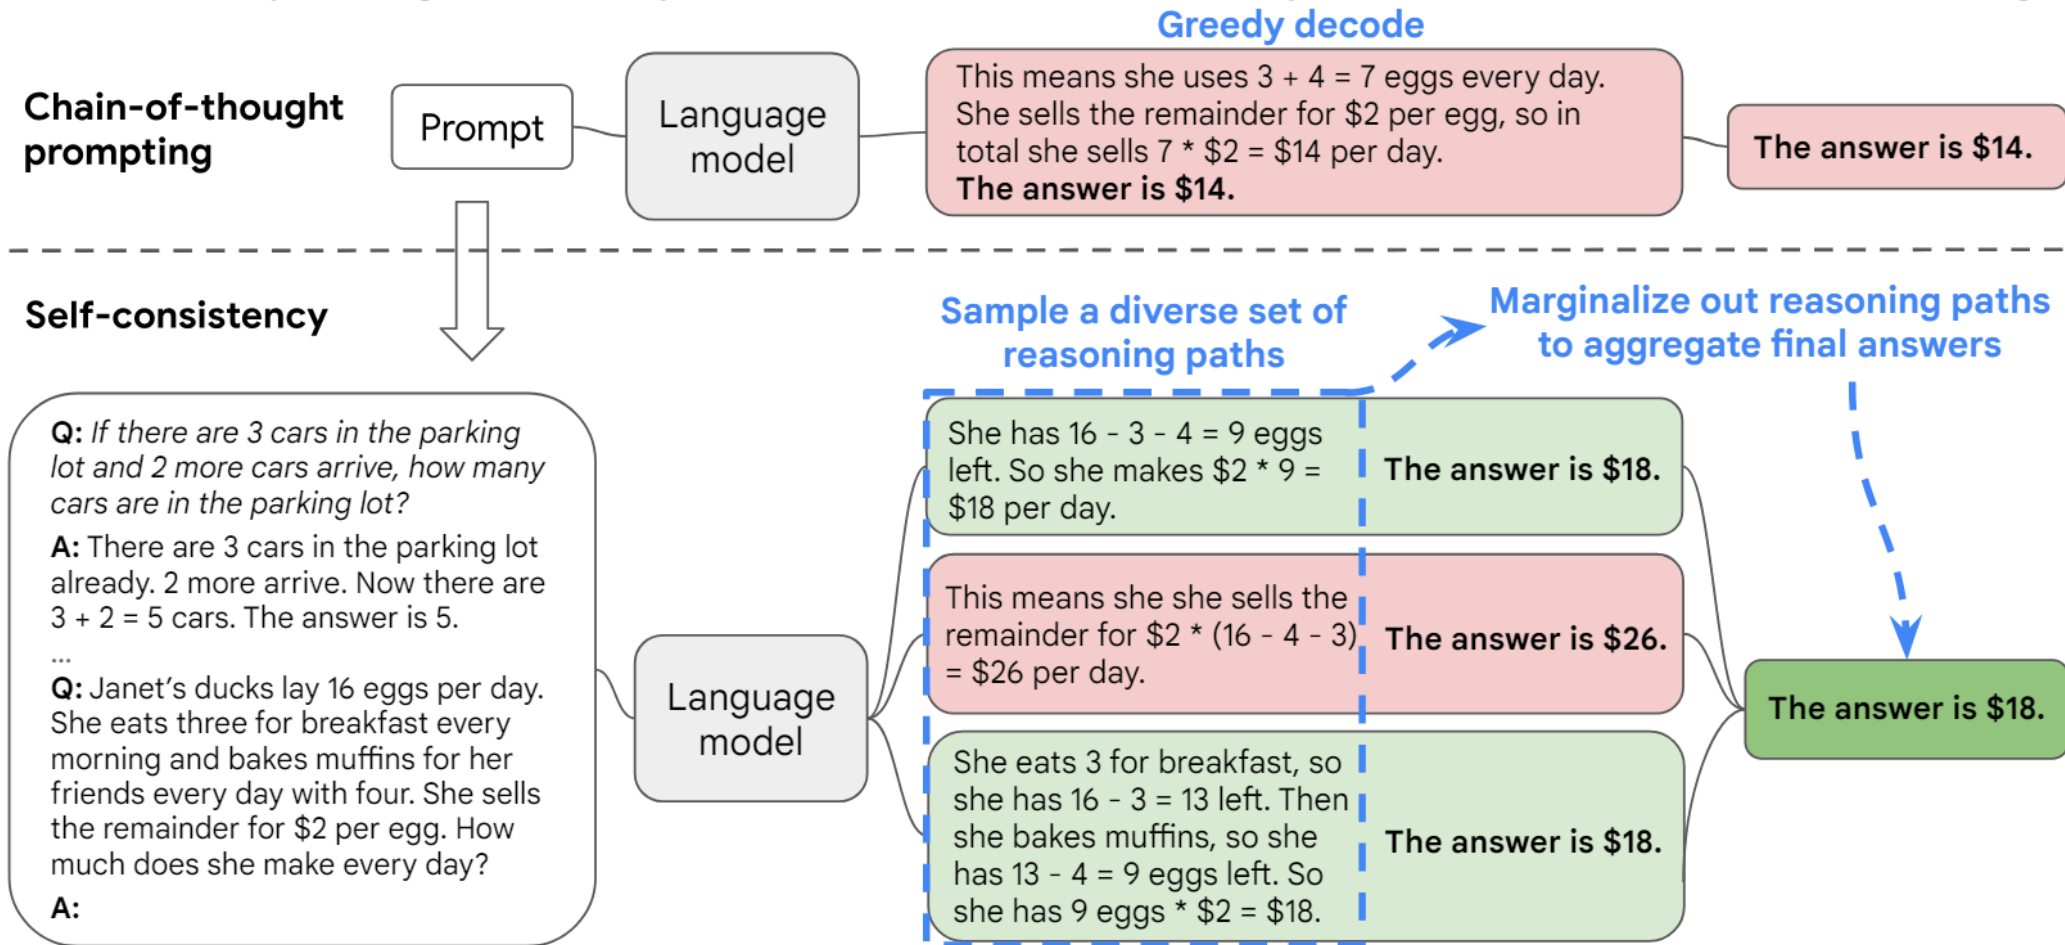 Greedy decode
Chain-of-thought
prompting
Prompt
Language
model
This means she uses 3 + 4 = 7 eggs every day.
She sells the remainder for $2 per egg, so in
total she sells 7 * $2 = $14 per day.
The answer is $14.
The answer is $14.
Self-consistency
Sample a diverse set of
reasoning paths
Marginalize out reasoning paths
to aggregate final answers
Q: If there are 3 cars in the parking
lot and 2 more cars arrive, how many
cars are in the parking lot?
A: There are 3 cars in the parking lot
already. 2 more arrive. Now there are
3 + 2 = 5 cars. The answer is 5.
...
Q: Janet’s ducks lay 16 eggs per day.
She eats three for breakfast every
morning and bakes muffins for her
friends every day with four. She sells
the remainder for $2 per egg. How
much does she make every day?
A:
Language
model
She has 16 - 3 - 4 = 9 eggs
left. So she makes $2 * 9 =
$18 per day.
The answer is $18.
This means she she sells the
remainder for $2 * (16 - 4 - 3)
= $26 per day.
The answer is $26.
She eats 3 for breakfast, so
she has 16 - 3 = 13 left. Then
she bakes muffins, so she
has 13 - 4 = 9 eggs left. So
she has 9 eggs * $2 = $18.
The answer is $18.
The answer is $18.